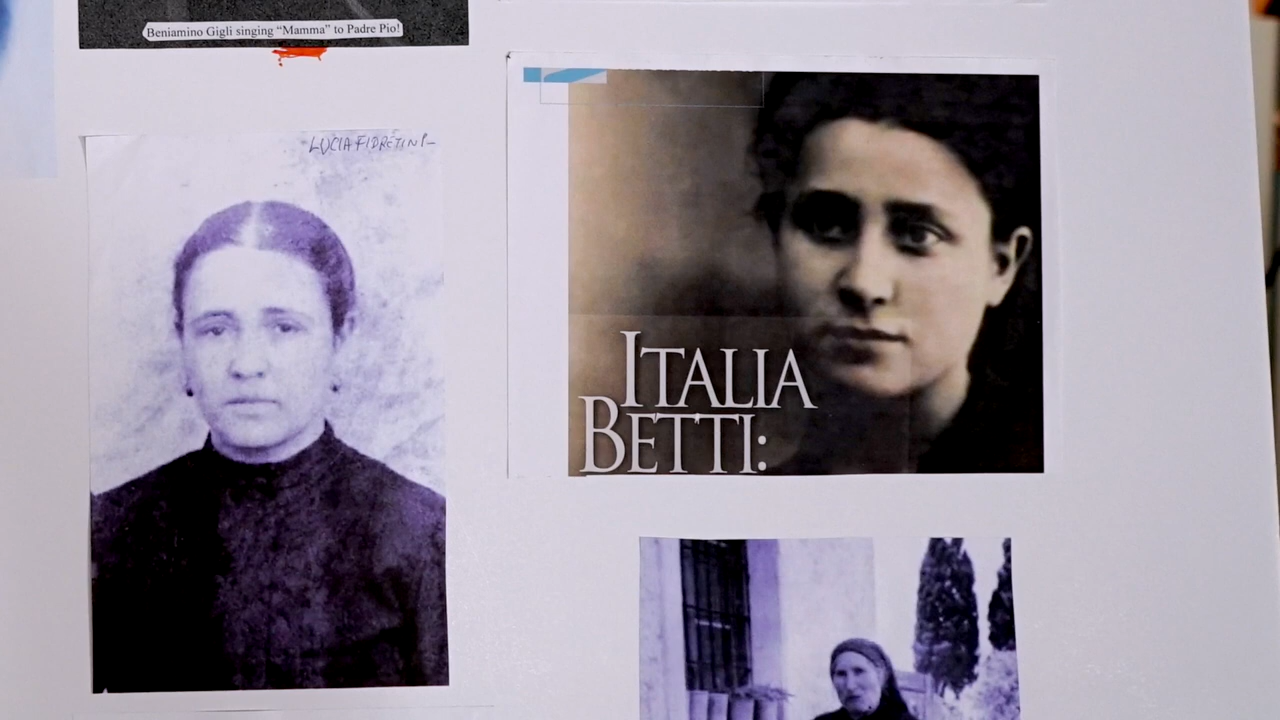 Beniamino Gigli singing “Mamma” to Padre Pio!
LUCIA FIORETINI-
ITALIA
BETTI: